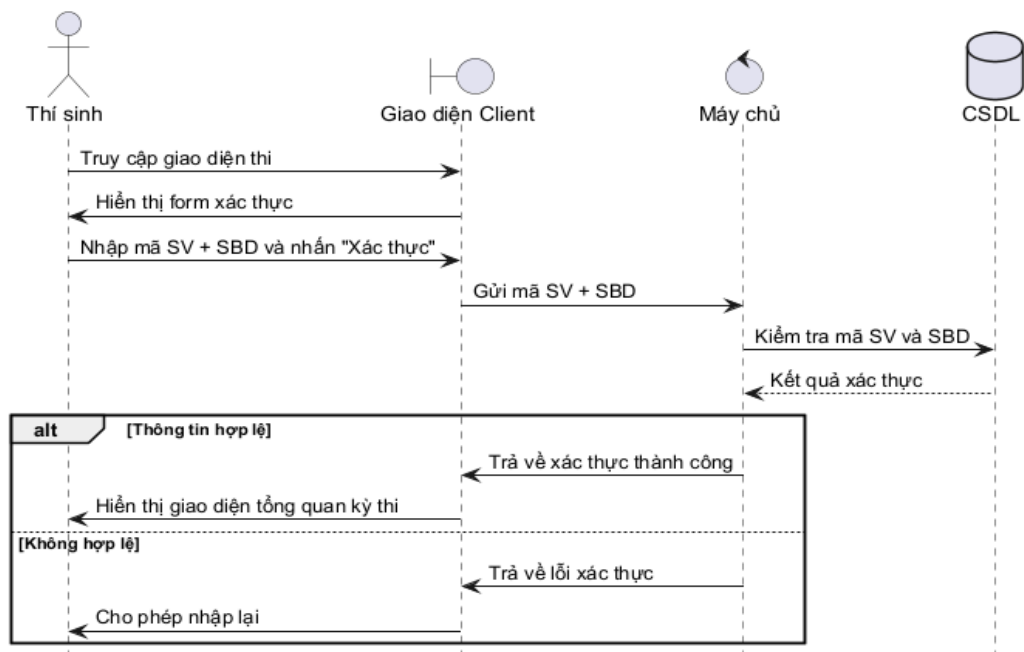 Thí sinh
Giao diện Client
Máy chủ
CSDL
Truy cập giao diện thi
Hiển thị form xác thực
Nhập mã SV + SBD và nhấn "Xác thực"
Gửi mã SV + SBD
Kiểm tra mã SV và SBD
Kết quả xác thực
alt
[Thông tin hợp lệ]
Trả về xác thực thành công
Hiển thị giao diện tổng quan kỳ thi
[Không hợp lệ]
Trả về lỗi xác thực
Cho phép nhập lại